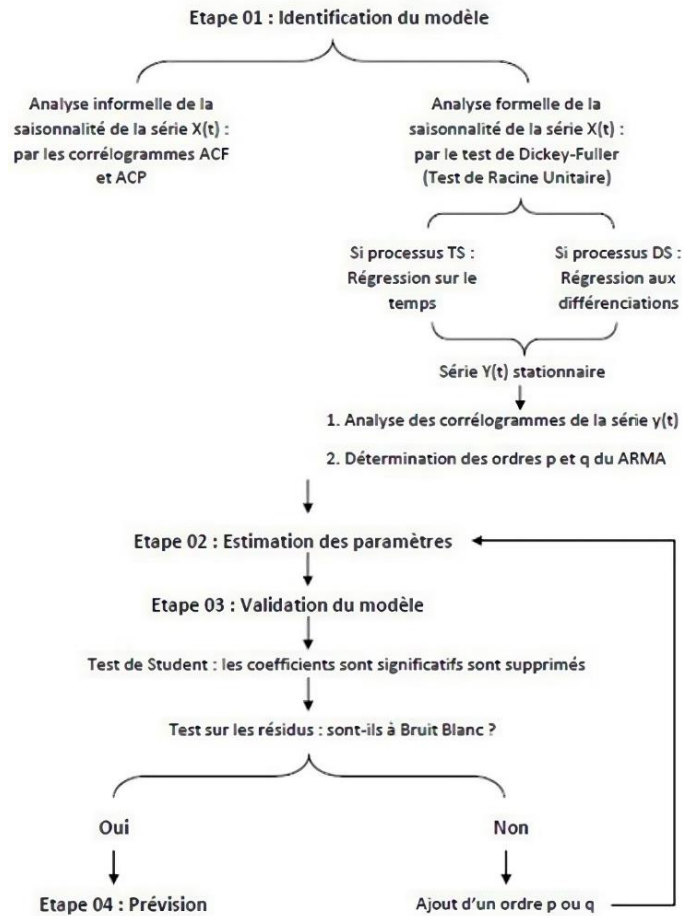 Etape 01 : Identification du modèle
Analyse informelle de la
saisonnalité de la série X(t) :
par les corrélogrammes ACF
et ACP
Analyse formelle de la
saisonnalité de la série X(t) :
par le test de Dickey-Fuller
(Test de Racine Unitaire)
Si processus TS :
Régression sur le
temps
Si processus DS :
Régression aux
différenciations
Série Y(t) stationnaire
1. Analyse des corrélogrammes de la série y(t)
2. Détermination des ordres p et q du ARMA
Etape 02 : Estimation des paramètres
Etape 03 : Validation du modèle
Test de Student : les coefficients sont significatifs sont supprimés
Test sur les résidus : sont-ils à Bruit Blanc ?
Oui
Non
Etape 04 : Prévision
Ajout d'un ordre p ou q